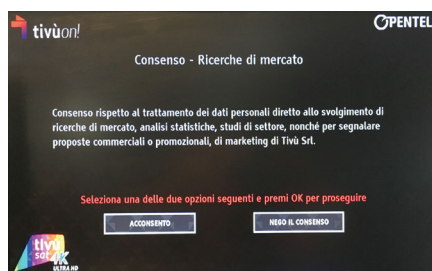 tivùon!
OPENTEL
Consenso - Ricerche di mercato
Consenso rispetto al trattamento dei dati personali diretto allo svolgimento di
ricerche di mercato, analisi statistiche, studi di settore, nonché per segnalare
proposte commerciali o promozionali, di marketing di Tivù Srl.
Seleziona una delle due opzioni seguenti e premi OK per proseguire
ACCONSENTO
NEGO IL CONSENSO
tivù
sat 4K
ULTRA HD